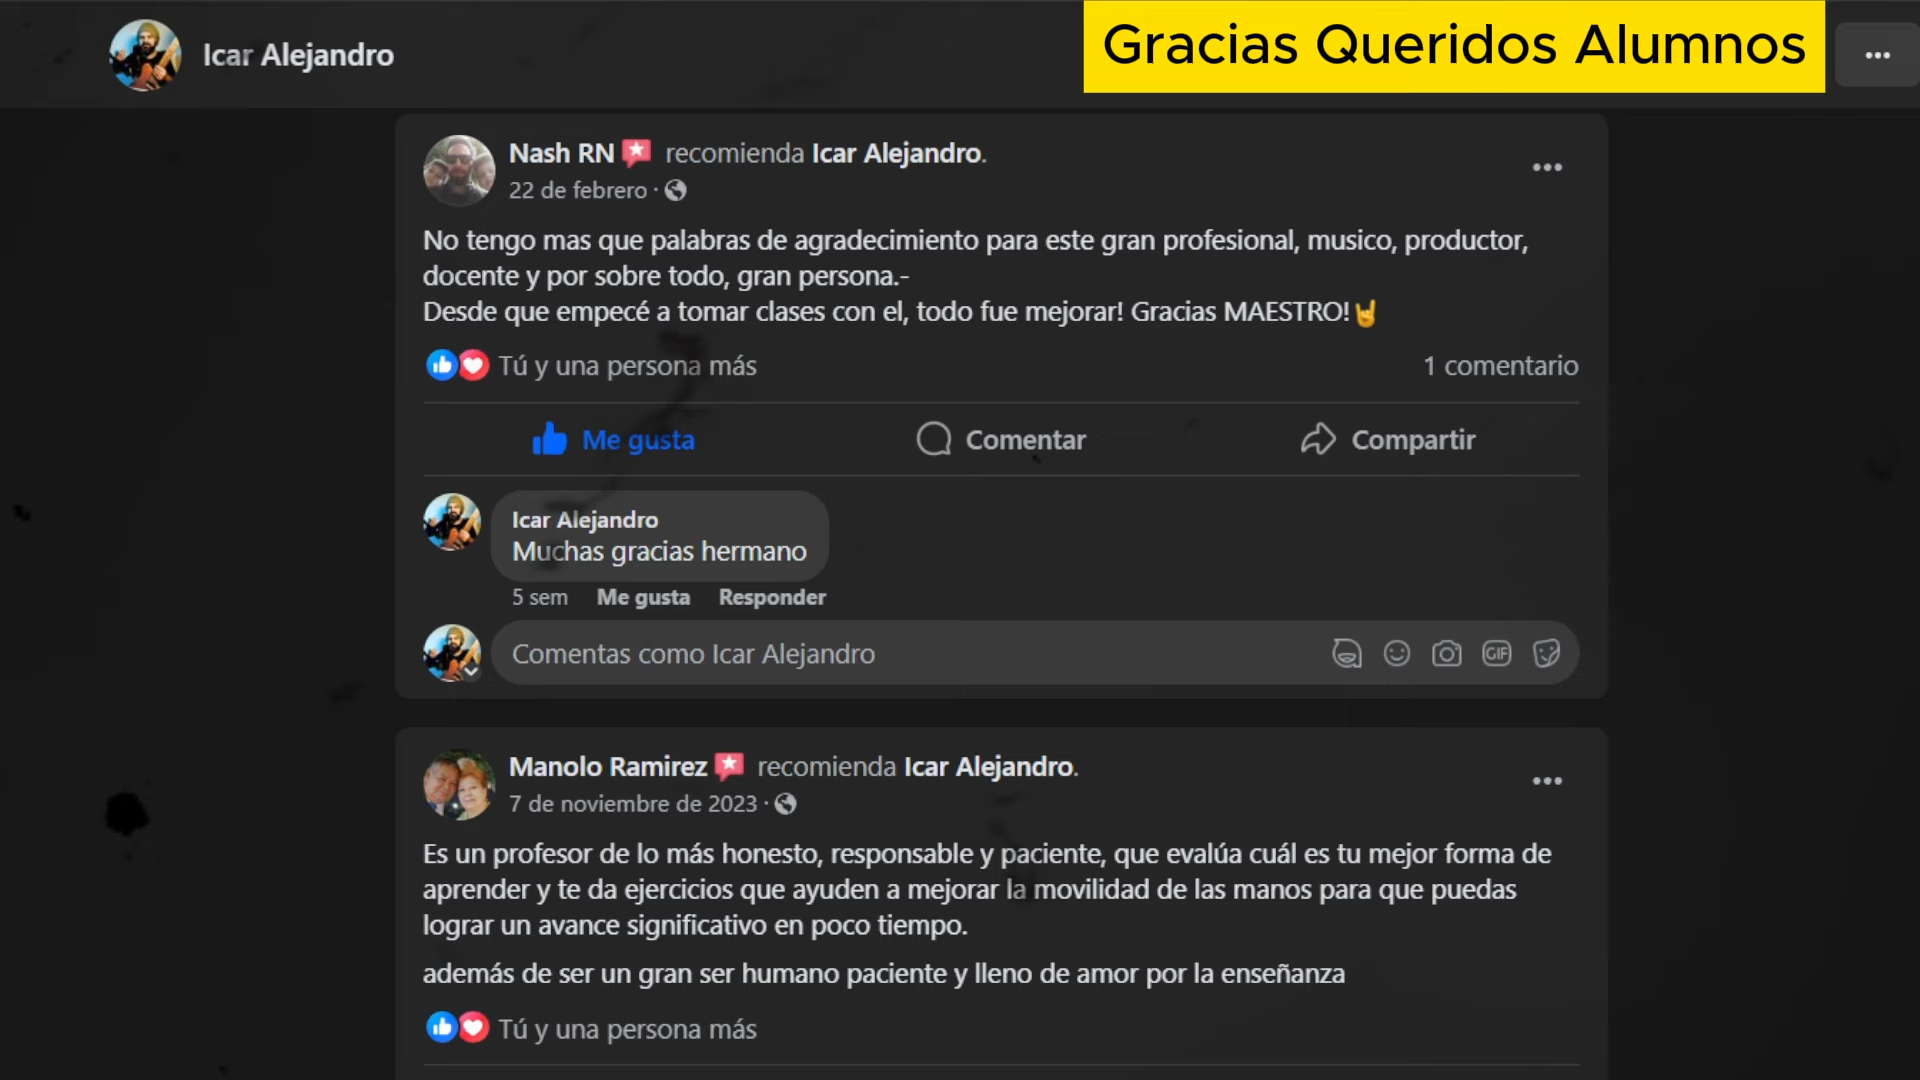 Icar Alejandro
Gracias Queridos Alumnos
Nash RN recomienda Icar Alejandro.
22 de febrero ·
No tengo mas que palabras de agradecimiento para este gran profesional, musico, productor,
docente y por sobre todo, gran persona.-
Desde que empecé a tomar clases con el, todo fue mejorar! Gracias MAESTRO!🤘
Tú y una persona más
1 comentario
Me gusta
Comentar
Compartir
Icar Alejandro
Muchas gracias hermano
5 sem Me gusta Responder
Comentas como Icar Alejandro
GIF
Manolo Ramirez recomienda Icar Alejandro.
7 de noviembre de 2023 ·
Es un profesor de lo más honesto, responsable y paciente, que evalúa cuál es tu mejor forma de
aprender y te da ejercicios que ayuden a mejorar la movilidad de las manos para que puedas
lograr un avance significativo en poco tiempo.
además de ser un gran ser humano paciente y lleno de amor por la enseñanza
Tú y una persona más